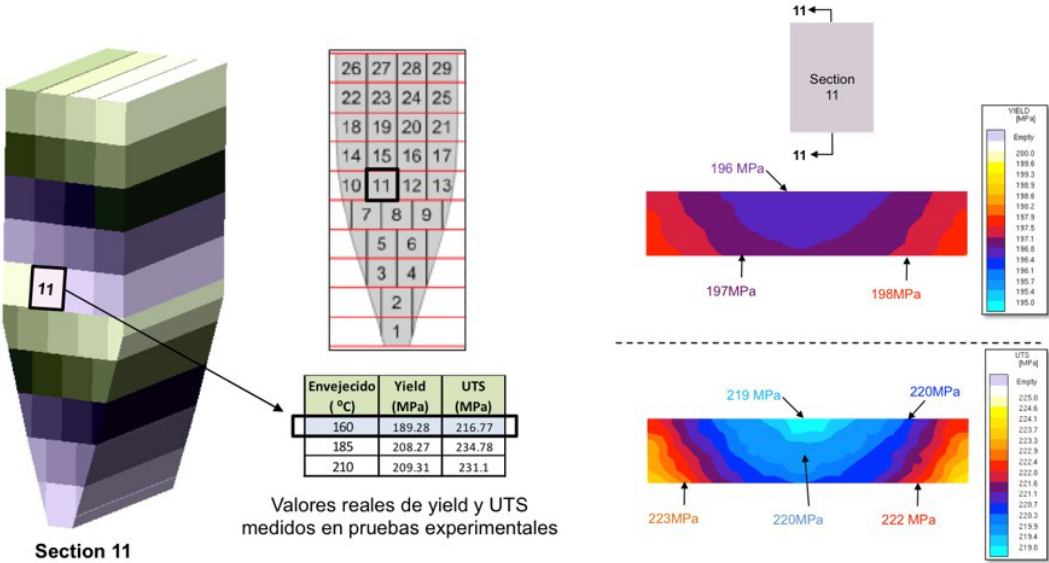 11
Section 11
26 27 28 29
22 23 24 25
18 19 20 21
14 15 16 17
10 11 12 13
7 8 9
5 6
3 4
2
1
Envejecido (ºC) Yield (MPa) UTS (MPa)
160 189.28 216.77
185 208.27 234.78
210 209.31 231.1
Valores reales de yield y UTS
medidos en pruebas experimentales
11
Section
11
11
196 MPa
197MPa
198MPa
YIELD
[MPa]
Empty
200.0
199.6
199.3
198.9
198.6
198.2
197.9
197.5
197.1
196.8
196.4
196.1
195.7
195.4
195.0
219 MPa
220MPa
223MPa
220MPa
222 MPa
UTS
[MPa]
Empty
225.0
224.6
224.1
223.7
223.3
222.9
222.4
222.0
221.6
221.1
220.7
220.3
219.9
219.4
219.0